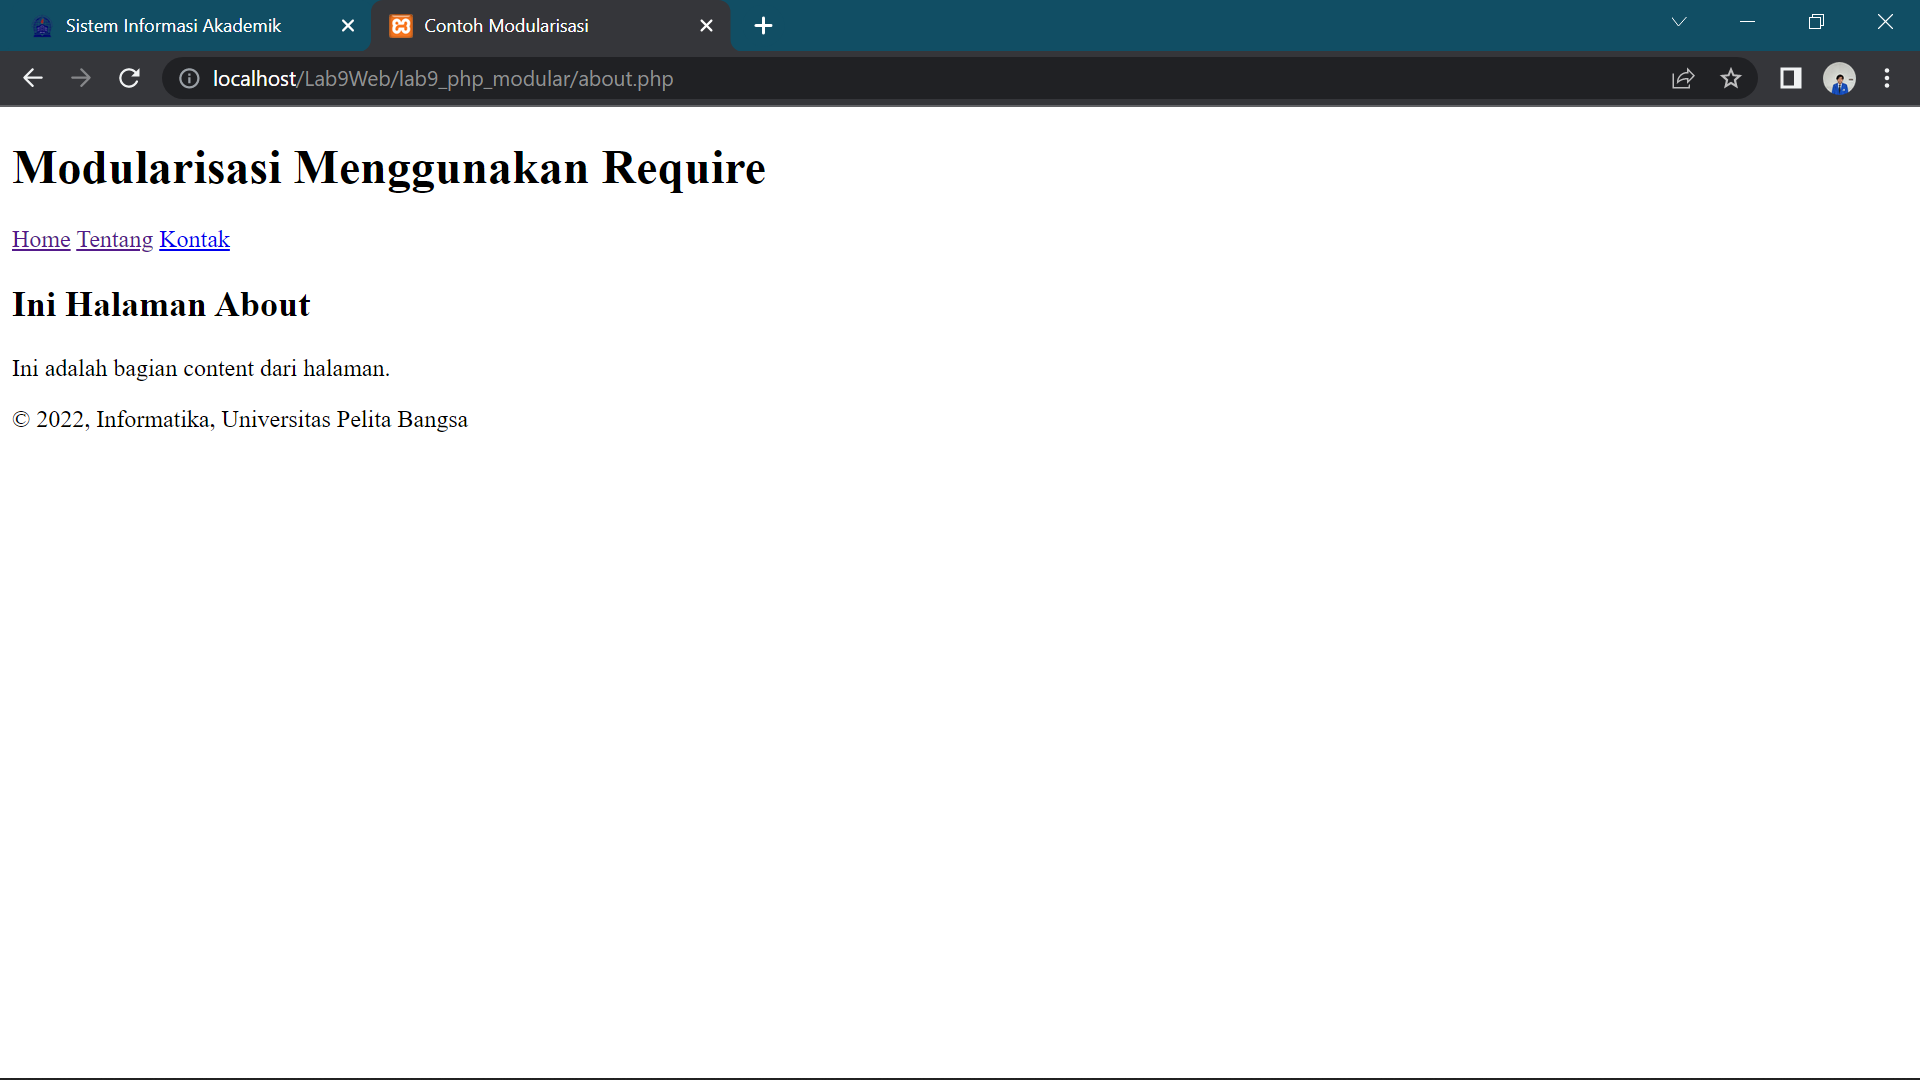 Sistem Informasi Akademik
Contoh Modularisasi
localhost/Lab9Web/lab9_php_modular/about.php
Modularisasi Menggunakan Require
Home Tentang Kontak
Ini Halaman About
Ini adalah bagian content dari halaman.
© 2022, Informatika, Universitas Pelita Bangsa